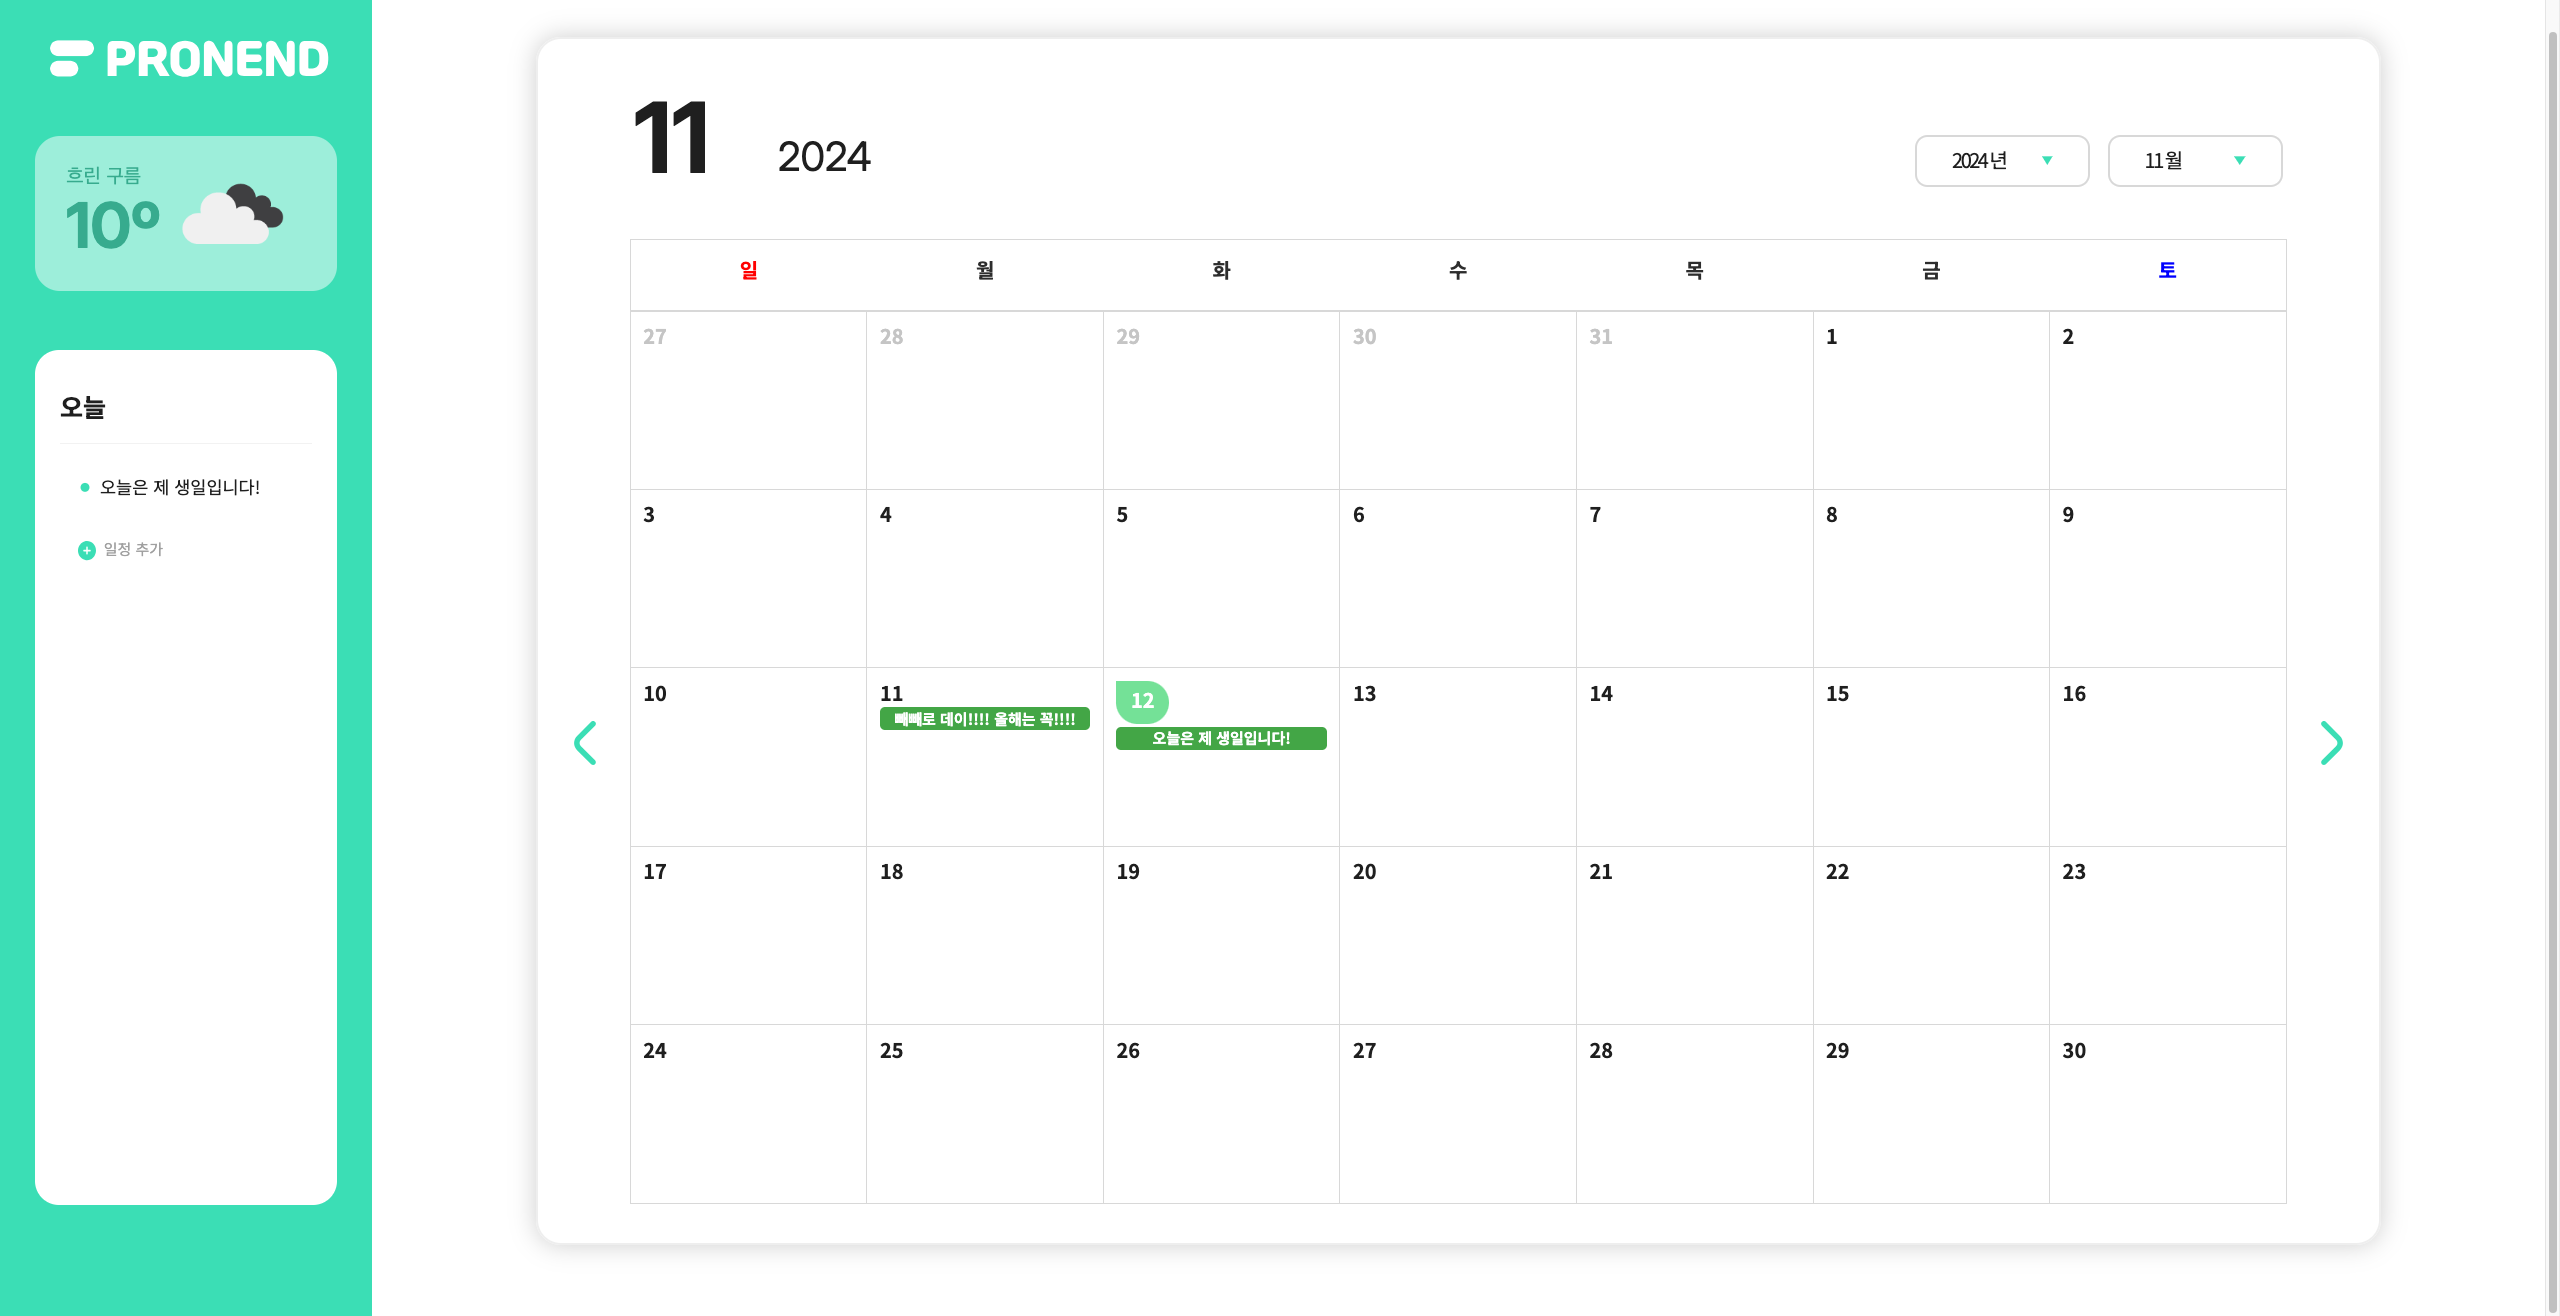 PRONEND
흐린 구름
10º
오늘
오늘은 제 생일입니다!
일정 추가
11 2024
2024년 ▼ 11월 ▼
일 월 화 수 목 금 토
27 28 29 30 31 1 2
3 4 5 6 7 8 9
10 11 12 13 14 15 16
빼빼로 데이!!!! 올해는 꼭!!!!
오늘은 제 생일입니다!
17 18 19 20 21 22 23
24 25 26 27 28 29 30